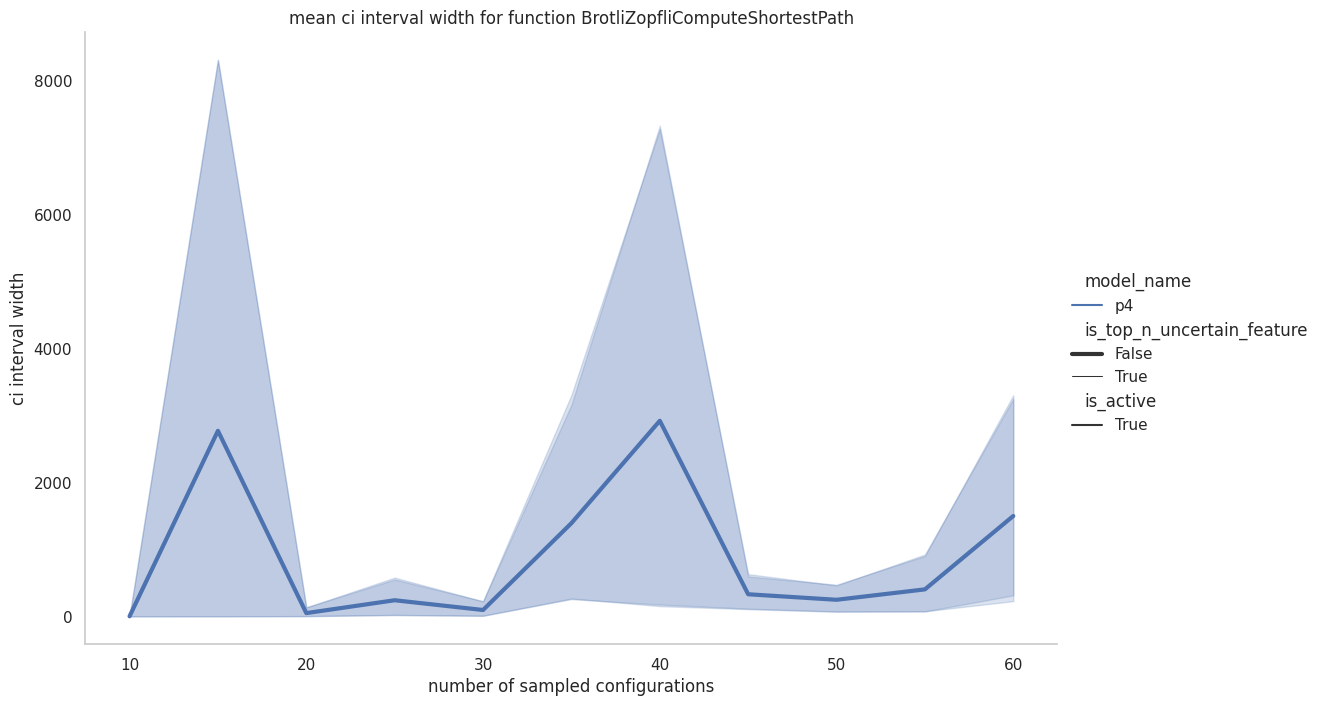 mean ci interval width for function BrotliZopfliComputeShortestPath
8000
6000
4000
2000
0
ci interval width
10
20
30
40
50
60
number of sampled configurations
model_name
p4
is_top_n_uncertain_feature
False
True
is_active
True